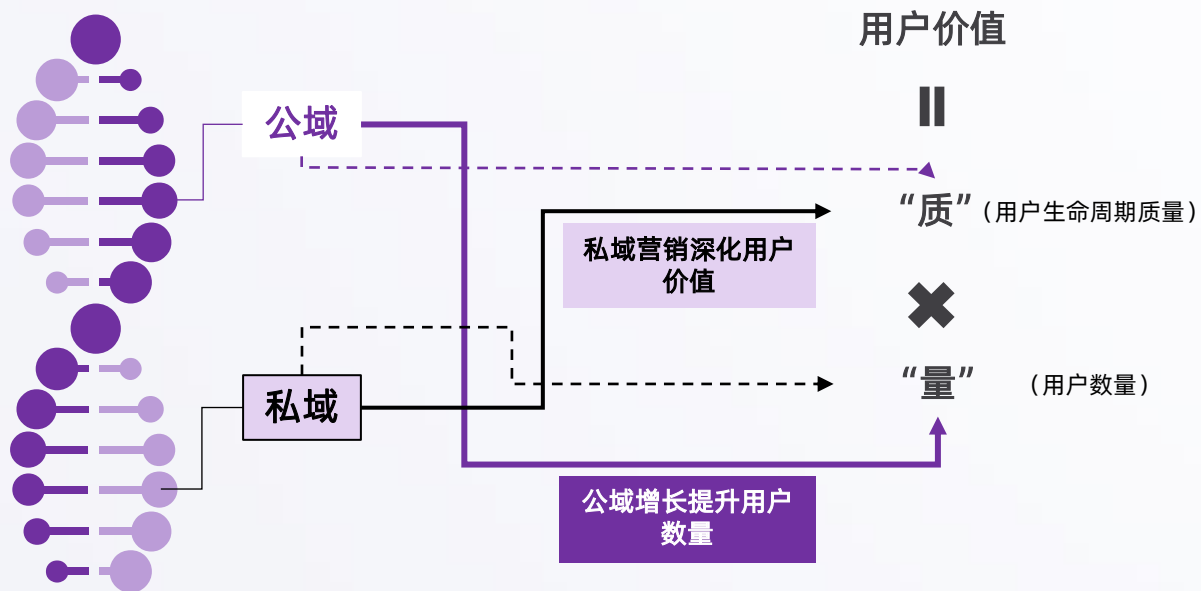 用户价值
=
公域
“质”（用户生命周期质量）
私域营销深化用户
价值
×
私域
“量”（用户数量）
公域增长提升用户
数量